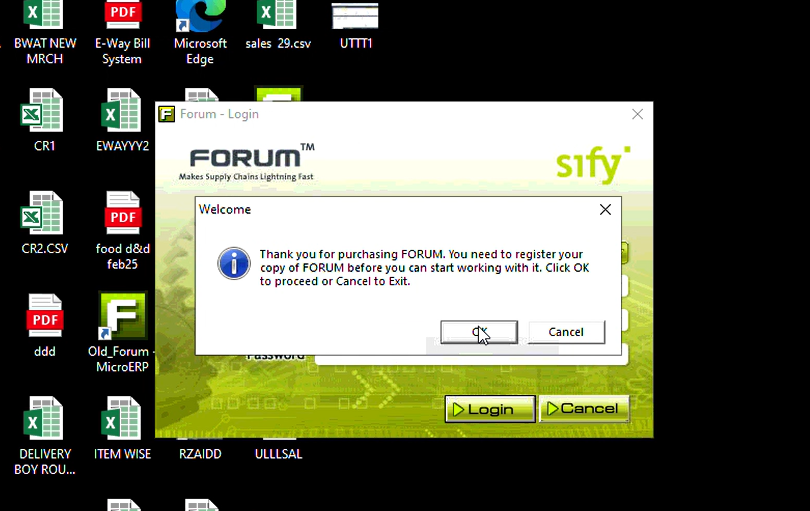 BWAT NEW
MRCH
PDF
E-Way Bill
System
Microsoft
Edge
sales_29.csv
UTTT1
CR1
EWAYYY2
F
Forum - Login
FORUM™
Makes Supply Chains Lightning Fast
sify
Welcome
Thank you for purchasing FORUM. You need to register your
copy of FORUM before you can start working with it. Click OK
to proceed or Cancel to Exit.
Cancel
Password
Login
Cancel
CR2.CSV
PDF
food d&d
feb25
PDF
ddd
F
Old_Forum -
MicroERP
DELIVERY
BOY ROU...
ITEM WISE
RZAIDD
ULLLSAL